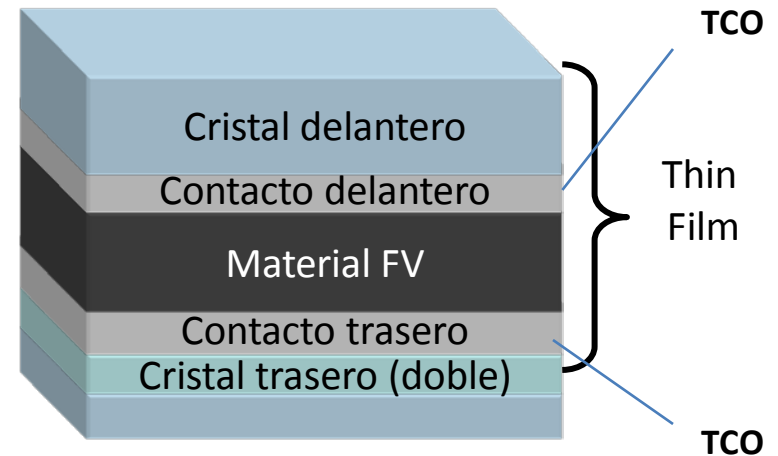 TCO
Cristal delantero
Contacto delantero
Thin
Film
Material FV
Contacto trasero
Cristal trasero (doble)
TCO